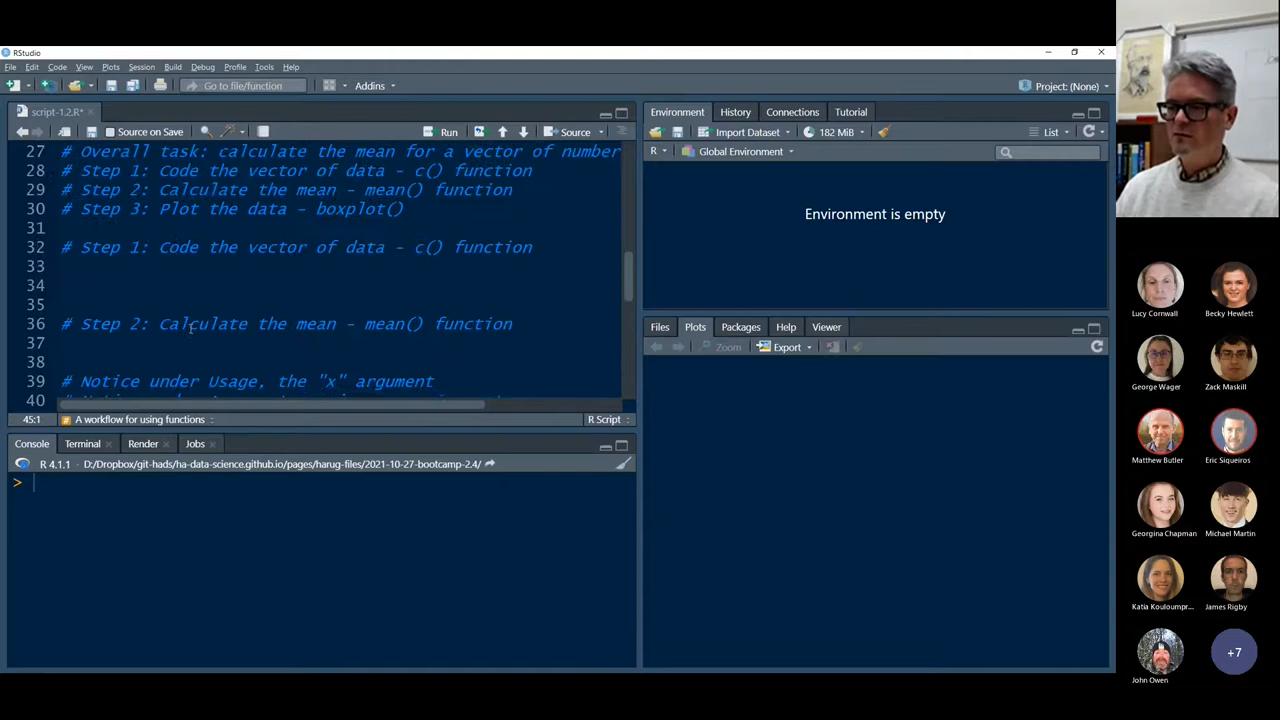 RStudio
File Edit Code View Plots Session Build Debug Profile Tools Help
Go to file/function Addins Project: (None)
script-1.2.R*
Source on Save Run Source
27 # Overall task: calculate the mean for a vector of number
28 # Step 1: Code the vector of data - c() function
29 # Step 2: Calculate the mean - mean() function
30 # Step 3: Plot the data - boxplot()
31
32 # Step 1: Code the vector of data - c() function
33
34
35
36 # Step 2: Calculate the mean - mean() function
37
38
39 # Notice under Usage, the "x" argument
40
45:1 A workflow for using functions R Script
Console Terminal Render Jobs
R 4.1.1 · D:/Dropbox/git-hads/ha-data-science.github.io/pages/harug-files/2021-10-27-bootcamp-2.4/
>
Environment History Connections Tutorial
Import Dataset 182 MiB List
R Global Environment
Environment is empty
Files Plots Packages Help Viewer
Zoom Export
Lucy Cornwall Becky Hewlett
George Wager Zack Maskill
Matthew Butler Eric Siqueiros
Georgina Chapman Michael Martin
Katia Kouloumpr... James Rigby
John Owen +7